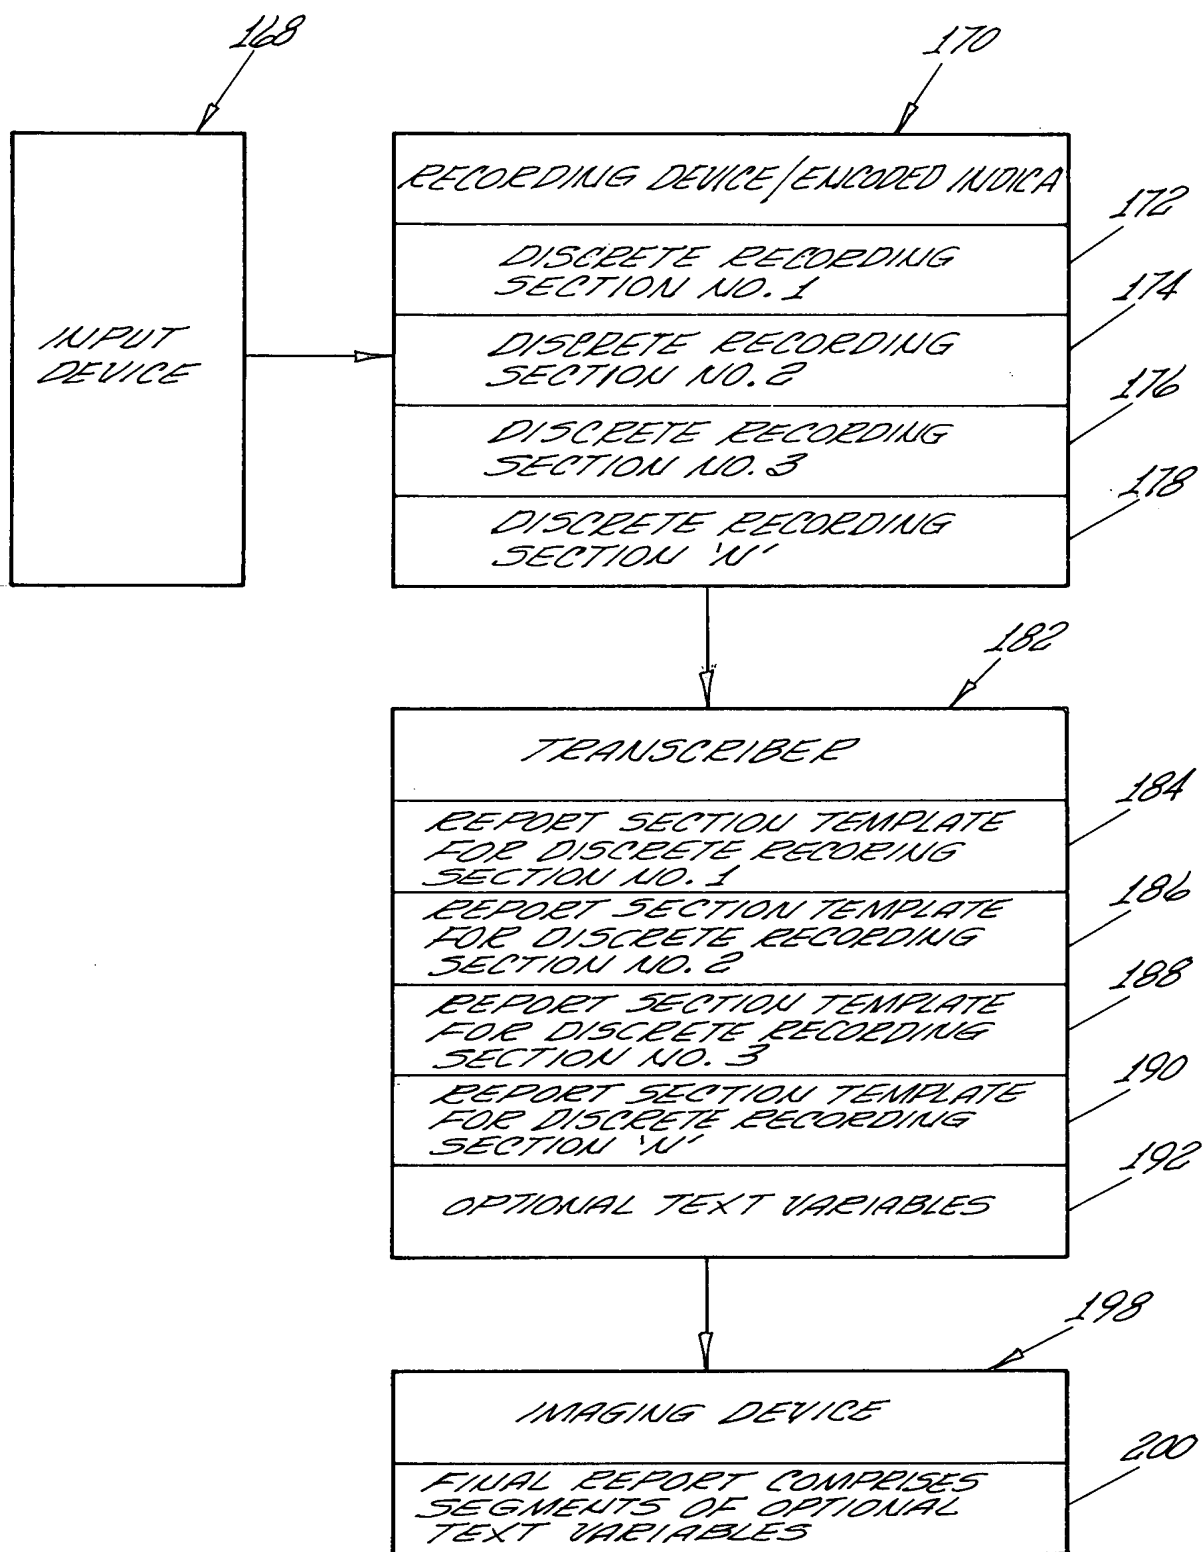 168
170
RECORDING DEVICE/ENCODED INDICA
172
DISCRETE RECORDING
SECTION NO. 1
174
INPUT
DEVICE
DISCRETE RECORDING
SECTION NO. 2
176
DISCRETE RECORDING
SECTION NO. 3
178
DISCRETE RECORDING
SECTION 'N'
182
TRANSCRIBER
184
REPORT SECTION TEMPLATE
FOR DISCRETE RECORING
SECTION NO. 1
186
REPORT SECTION TEMPLATE
FOR DISCRETE RECORDING
SECTION NO. 2
188
REPORT SECTION TEMPLATE
FOR DISCRETE RECORDING
SECTION NO. 3
190
REPORT SECTION TEMPLATE
FOR DISCRETE RECORDING
SECTION 'N'
192
OPTIONAL TEXT VARIABLES
198
IMAGING DEVICE
200
FINAL REPORT COMPRISES
SEGMENTS OF OPTIONAL
TEXT VARIABLES